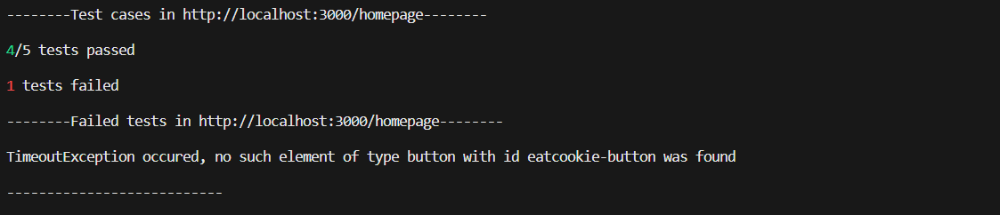 --------Test cases in http://localhost:3000/homepage--------
4/5 tests passed
1 tests failed
--------Failed tests in http://localhost:3000/homepage--------
TimeoutException occured, no such element of type button with id eatcookie-button was found
---------------------------